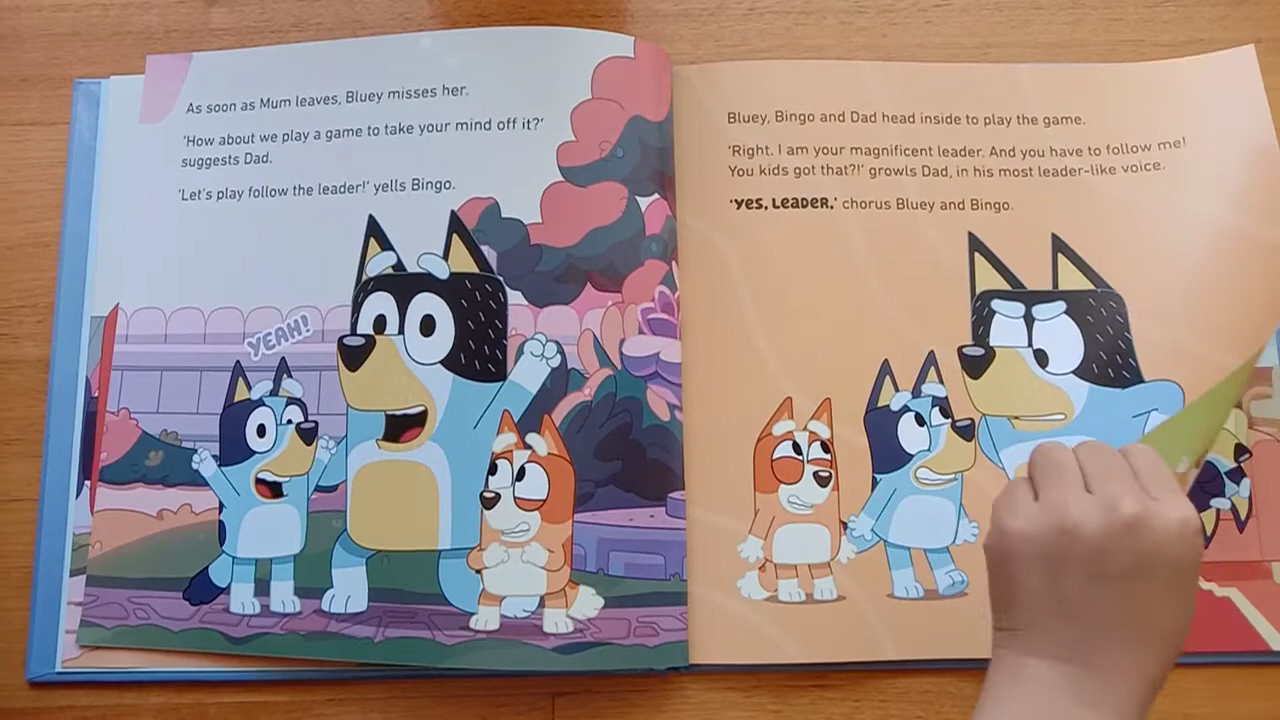 As soon as Mum leaves, Bluey misses her.
'How about we play a game to take your mind off it?'
suggests Dad.
'Let's play follow the leader!' yells Bingo.
YEAH!
Bluey, Bingo and Dad head inside to play the game.
'Right. I am your magnificent leader. And you have to follow me!
You kids got that?!' growls Dad, in his most leader-like voice.
'YES, LEADER,' chorus Bluey and Bingo.